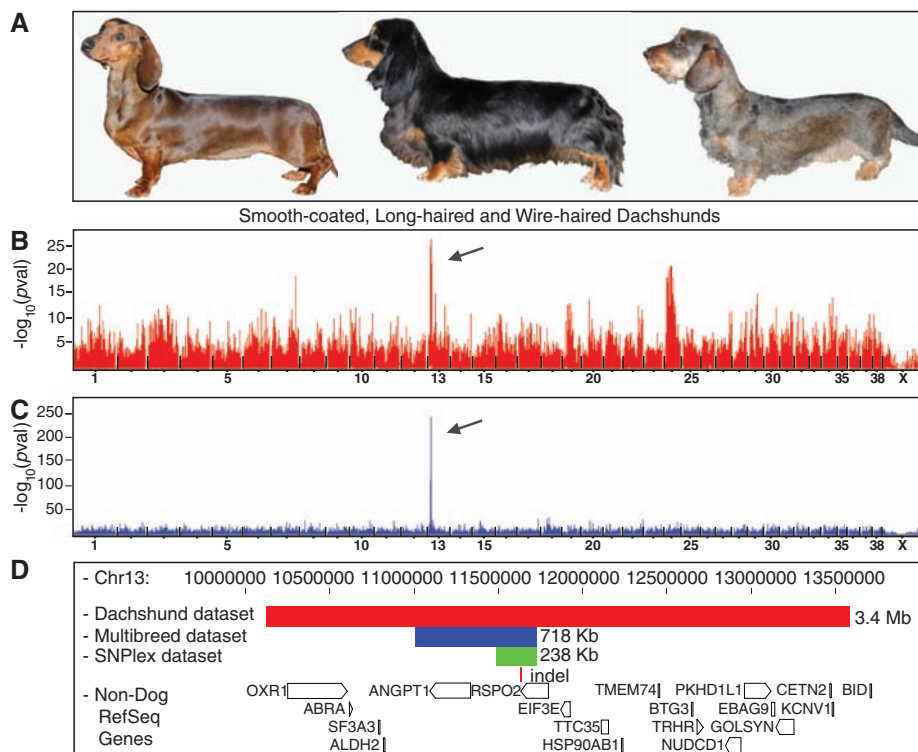 A
Smooth-coated, Long-haired and Wire-haired Dachshunds
B
-log10(pval)
25
20
15
10
5
1 5 10 13 15 20 25 30 35 38 X
C
-log10(pval)
250
200
150
100
50
1 5 10 13 15 20 25 30 35 38 X
D
- Chr13: 10000000 10500000 11000000 11500000 12000000 12500000 13000000 13500000
- Dachshund dataset 3.4 Mb
- Multibreed dataset 718 Kb
- SNPlex dataset 238 Kb
indel
- Non-Dog OXR1 ANGPT1 RSPO2 TMEM74 PKHD1L1 CETN2 BID
RefSeq ABRA EIF3E BTG3 EBAG9 KCNV1
Genes SF3A3 TTC35 TRHR GOLSYN
ALDH2 HSP90AB1 NUDCD1